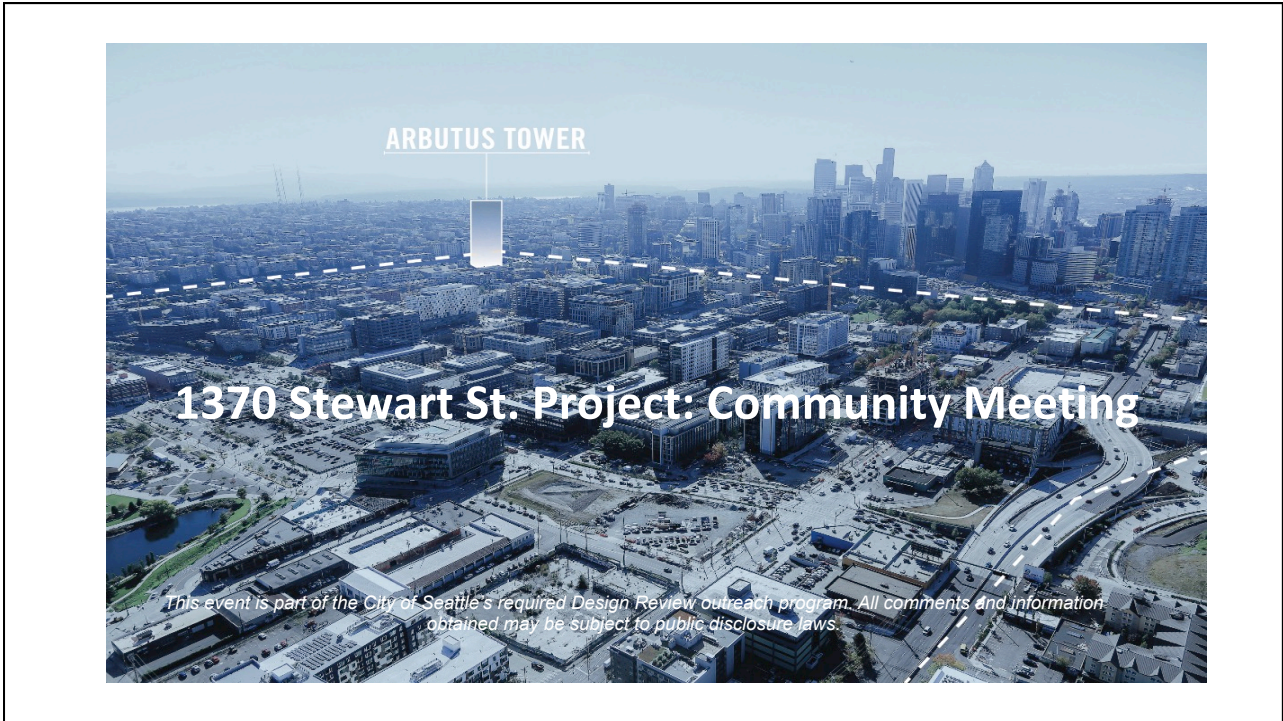 ARBUTUS TOWER
1370 Stewart St. Project: Community Meeting
This event is part of the City of Seattle's required Design Review outreach program. All comments and information
obtained may be subject to public disclosure laws.